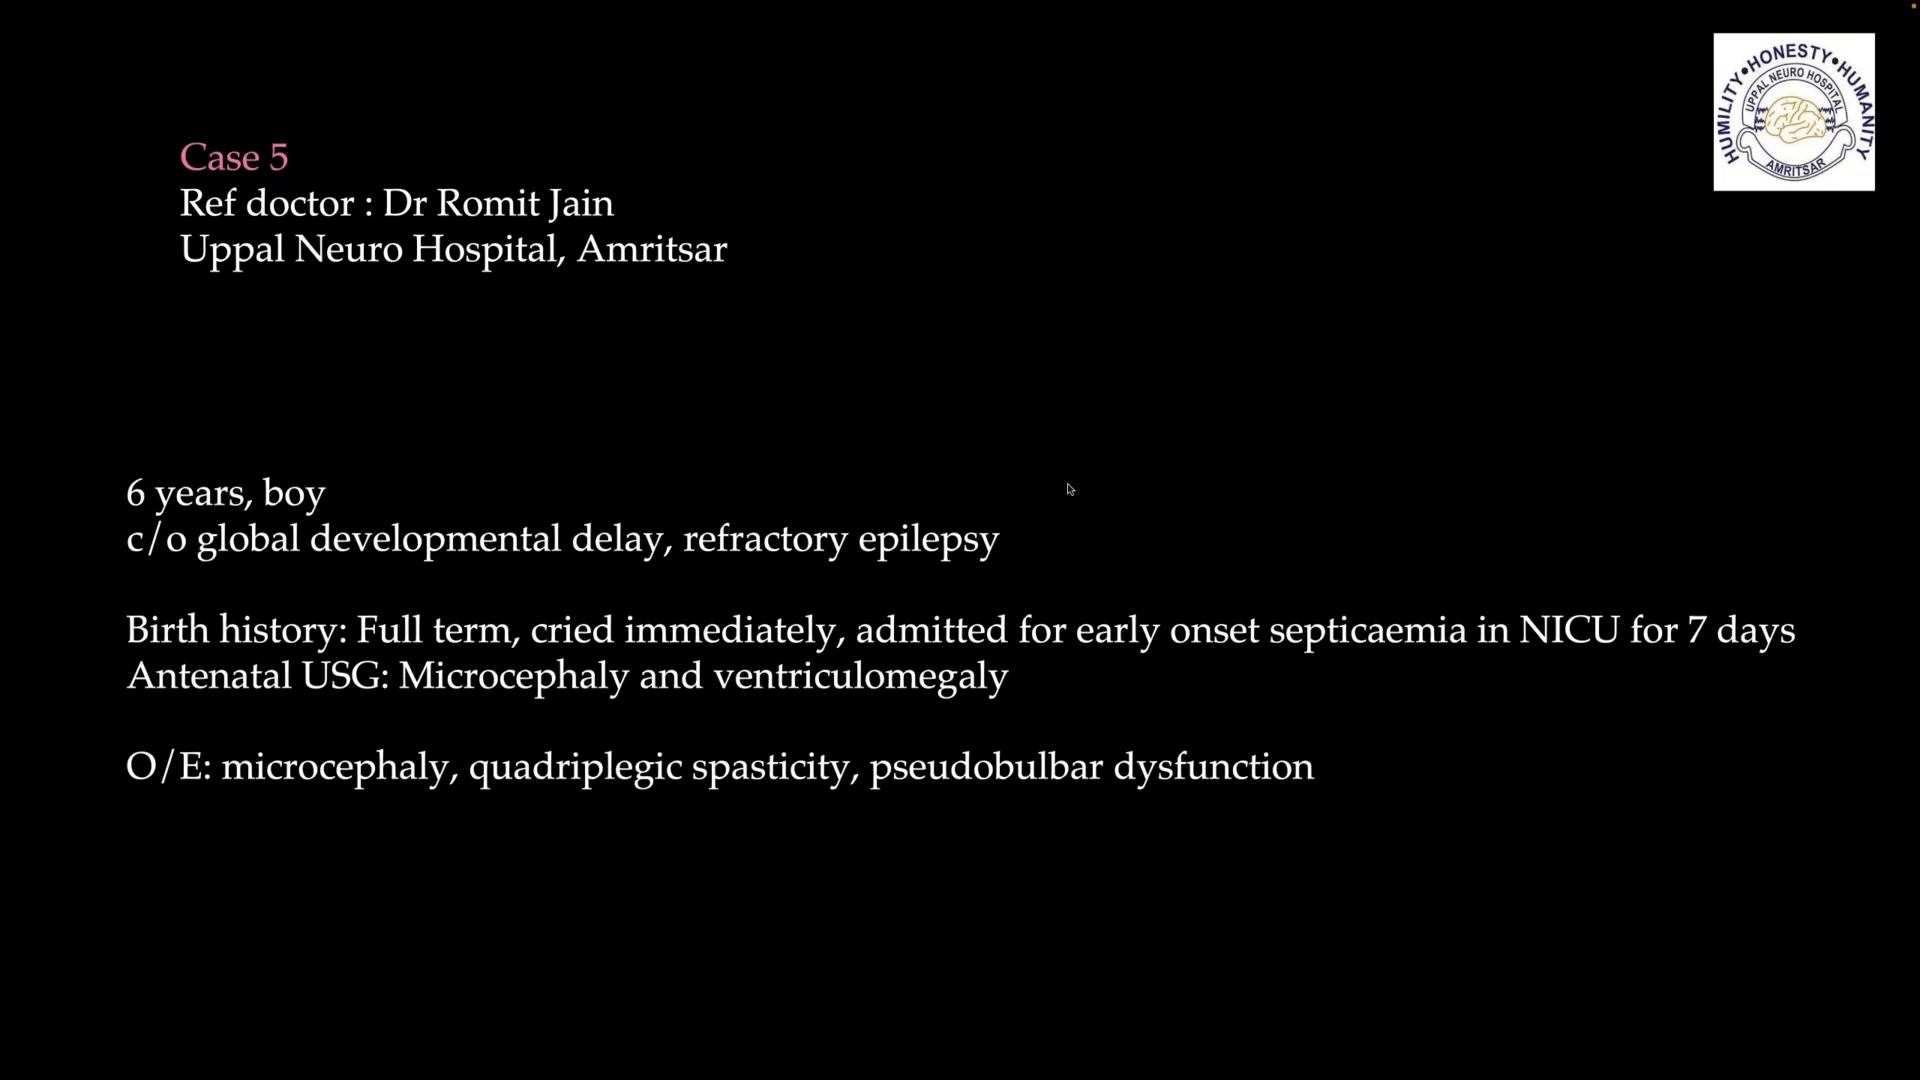 HUMILITY•HONESTY•HUMANITY
UPPAL NEURO HOSPITAL
AMRITSAR
Case 5
Ref doctor : Dr Romit Jain
Uppal Neuro Hospital, Amritsar
6 years, boy
c/o global developmental delay, refractory epilepsy
Birth history: Full term, cried immediately, admitted for early onset septicaemia in NICU for 7 days
Antenatal USG: Microcephaly and ventriculomegaly
O/E: microcephaly, quadriplegic spasticity, pseudobulbar dysfunction